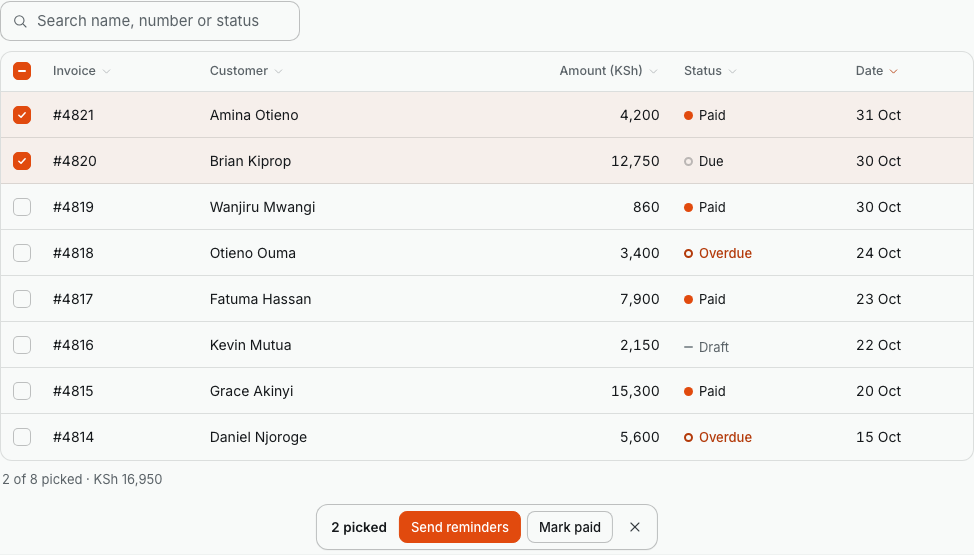 Search name, number or status
Invoice Customer Amount (KSh) Status Date
#4821 Amina Otieno 4,200 Paid 31 Oct
#4820 Brian Kiprop 12,750 Due 30 Oct
#4819 Wanjiru Mwangi 860 Paid 30 Oct
#4818 Otieno Ouma 3,400 Overdue 24 Oct
#4817 Fatuma Hassan 7,900 Paid 23 Oct
#4816 Kevin Mutua 2,150 Draft 22 Oct
#4815 Grace Akinyi 15,300 Paid 20 Oct
#4814 Daniel Njoroge 5,600 Overdue 15 Oct
2 of 8 picked · KSh 16,950
2 picked Send reminders Mark paid